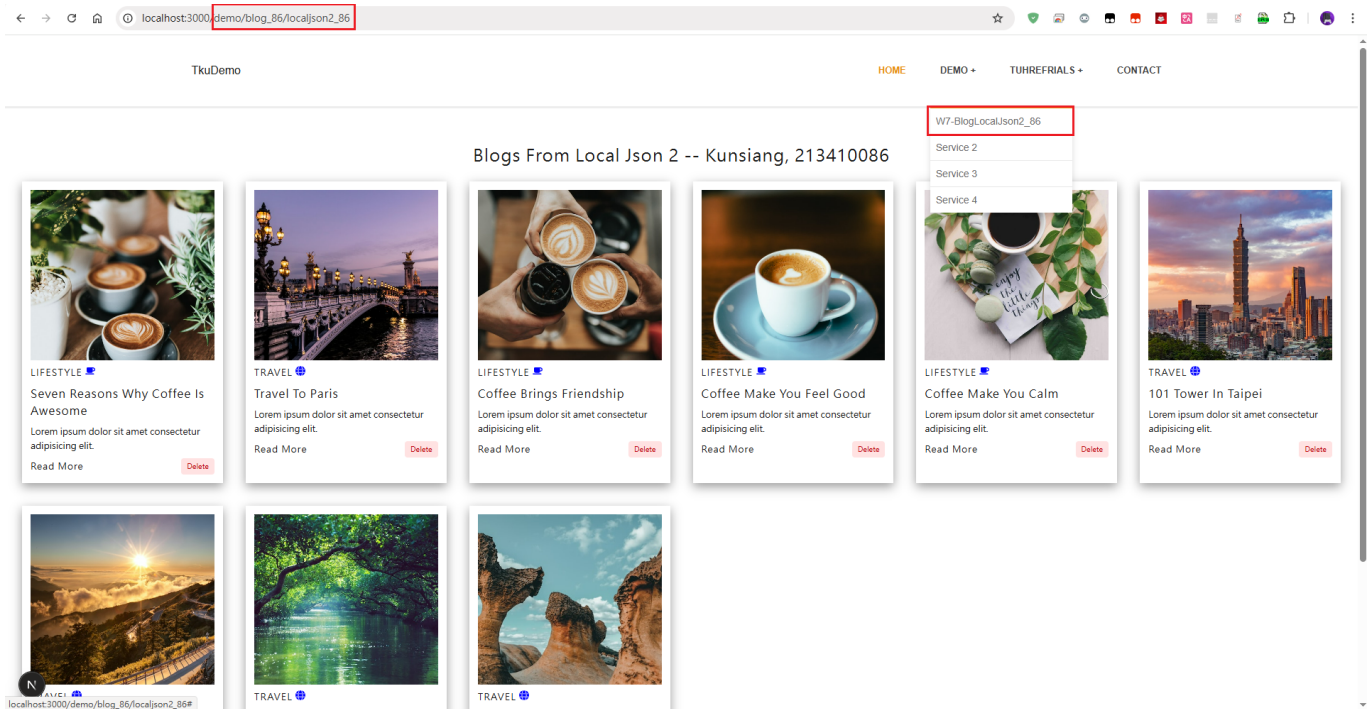 localhost:3000/demo/blog_86/localjson2_86
TkuDemo
HOME
DEMO +
TUHREFRIALS +
CONTACT
W7-BlogLocalJson2_86
Service 2
Service 3
Service 4
Blogs From Local Json 2 -- Kunsiang, 213410086
enjoy
the
little
things
LIFESTYLE
Seven Reasons Why Coffee Is
Awesome
Lorem ipsum dolor sit amet consectetur
adipisicing elit.
Read More
Delete
TRAVEL
Travel To Paris
Lorem ipsum dolor sit amet consectetur
adipisicing elit.
Read More
Delete
LIFESTYLE
Coffee Brings Friendship
Lorem ipsum dolor sit amet consectetur
adipisicing elit.
Read More
Delete
LIFESTYLE
Coffee Make You Feel Good
Lorem ipsum dolor sit amet consectetur
adipisicing elit.
Read More
Delete
LIFESTYLE
Coffee Make You Calm
Lorem ipsum dolor sit amet consectetur
adipisicing elit.
Read More
Delete
TRAVEL
101 Tower In Taipei
Lorem ipsum dolor sit amet consectetur
adipisicing elit.
Read More
Delete
N
TRAVEL
TRAVEL
TRAVEL
localhost:3000/demo/blog_86/localjson2_86#